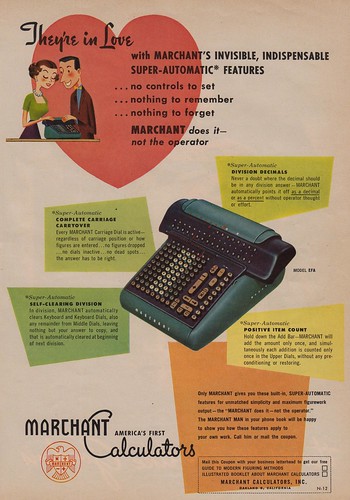 They're in Love
with MARCHANT'S INVISIBLE, INDISPENSABLE
SUPER-AUTOMATIC® FEATURES
...no controls to set
...nothing to remember
...nothing to forget
MARCHANT does it—
not the operator
*Super-Automatic
DIVISION DECIMALS
Never a doubt where the decimal should
be in any division answer—MARCHANT
automatically points it off as a decimal
or as a percent without operator thought
or effort.
*Super-Automatic
COMPLETE CARRIAGE
CARRYOVER
Every MARCHANT Carriage Dial is active—
regardless of carriage position or how
figures are entered...no figures dropped
...no dials inactive...no dead spots...
the answer has to be right.
MODEL EFA
*Super-Automatic
SELF-CLEARING DIVISION
In division, MARCHANT automatically
clears Keyboard and Keyboard Dials, also
any remainder from Middle Dials, leaving
nothing but your answer to copy, and
that is automatically cleared at beginning
of next division.
*Super-Automatic
POSITIVE ITEM COUNT
Hold down the Add Bar—MARCHANT will
add the amount only once, and simul-
taneously each addition is counted only
once in the Upper Dials, without any pre-
conditioning or restoring.
Only MARCHANT gives you these built-in, SUPER-AUTOMATIC
features for unmatched simplicity and maximum figurework
output—the "MARCHANT does it—not the operator."
The MARCHANT MAN in your phone book will be happy
to show you how these features apply to
your own work. Call him or mail the coupon.
MARCHANT
AMERICA'S FIRST
Calculators
Mail this Coupon with your business letterhead to get our free
GUIDE TO MODERN FIGURING METHODS
ILLUSTRATED BOOKLET ABOUT MARCHANT CALCULATORS
MARCHANT CALCULATORS, INC.
OAKLAND 8, CALIFORNIA
N-12